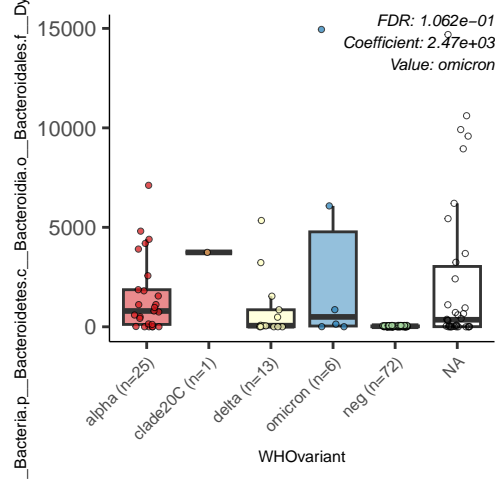 FDR: 1.062e−01
Coefficient: 2.47e+03
Value: omicron
15000
10000
5000
0
_Bacteria.p__Bacteroidetes.c__Bacteroidia.o__Bacteroidales.f__Dy
alpha (n=25)
clade20C (n=1)
delta (n=13)
omicron (n=6)
neg (n=72)
NA
WHOvariant